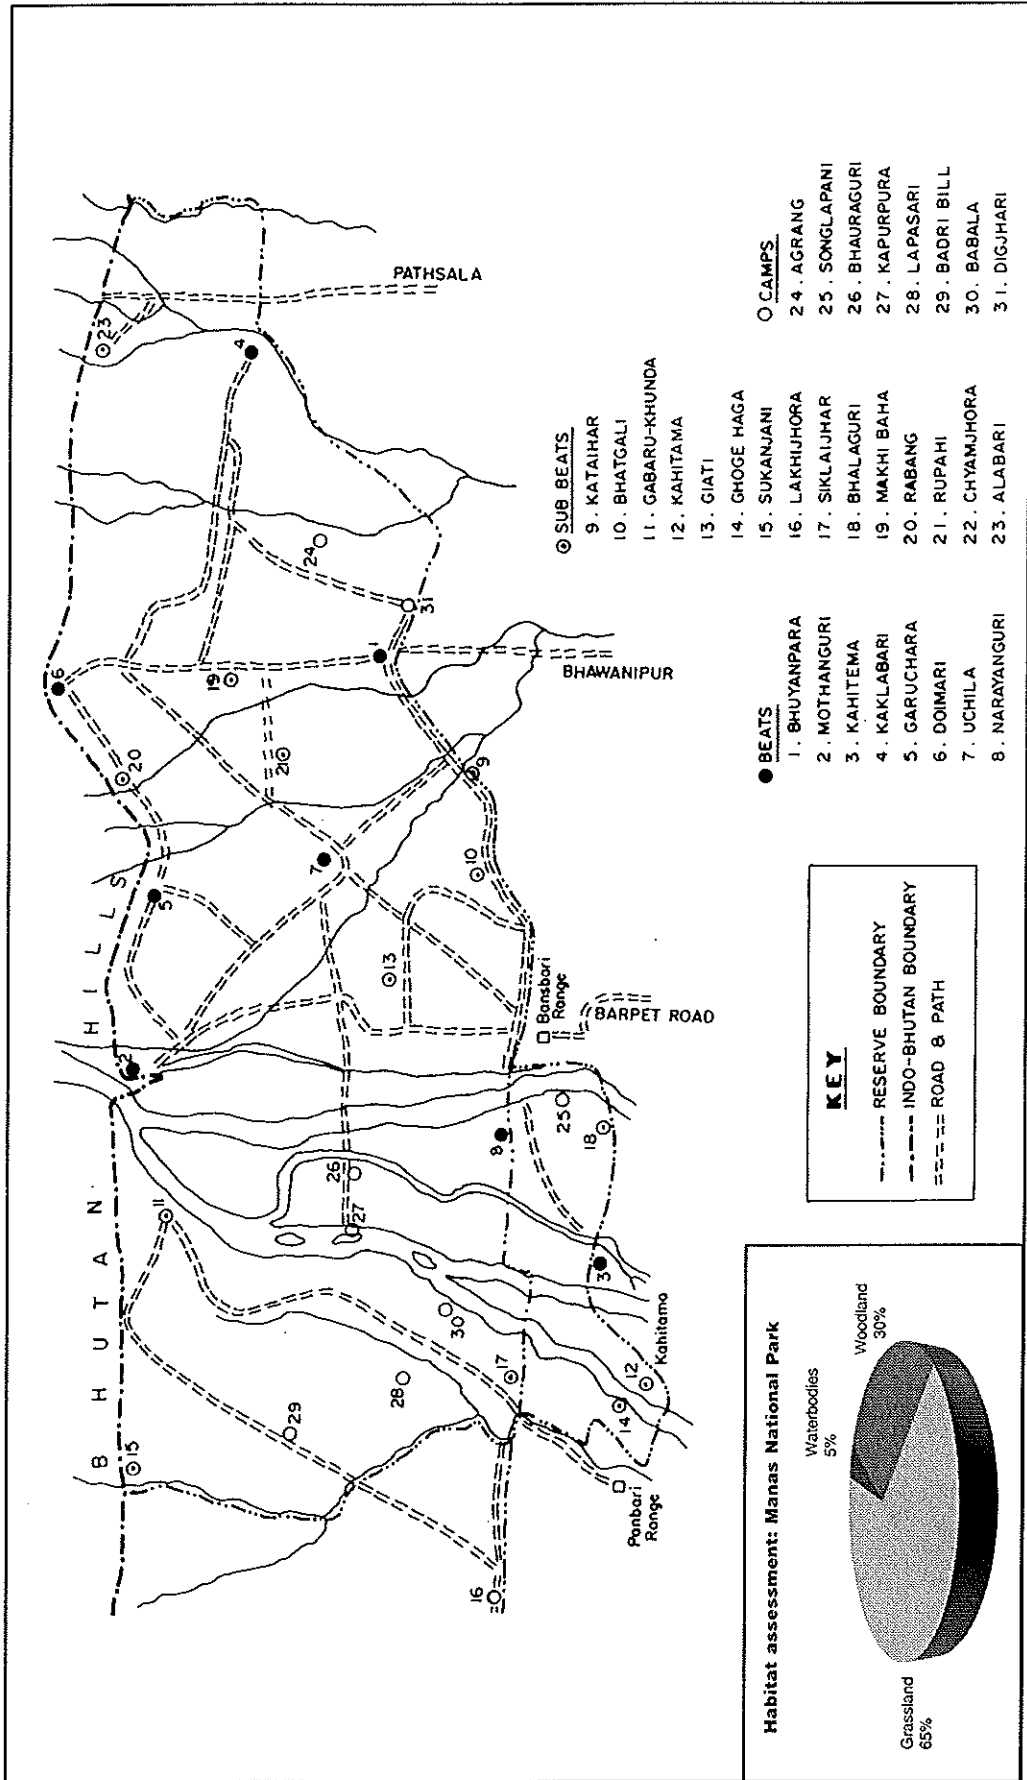 BHUTAN HILLS
PATHSALA
BHAWANIPUR
BARPET ROAD
Bansbari
Range
Panbari
Range
Kahitama
1
2
3
4
5
6
7
8
9
10
11
12
13
14
15
16
17
18
19
20
21
23
24
25
26
27
28
29
30
31
KEY
RESERVE BOUNDARY
INDO-BHUTAN BOUNDARY
ROAD & PATH
BEATS
1. BHUYANPARA
2. MOTHANGURI
3. KAHITEMA
4. KAKLABARI
5. GARUCHARA
6. DOIMARI
7. UCHILA
8. NARAYANGURI
SUB BEATS
9. KATAIHAR
10. BHATGALI
11. GABARU-KHUNDA
12. KAHITAMA
13. GIATI
14. GHOGE HAGA
15. SUKANJANI
16. LAKHIJHORA
17. SIKLAIJHAR
18. BHALAGURI
19. MAKHI BAHA
20. RABANG
21. RUPAHI
22. CHYAMJHORA
23. ALABARI
CAMPS
24. AGRANG
25. SONGLAPANI
26. BHAURAGURI
27. KAPURPURA
28. LAPASARI
29. BADRI BILL
30. BABALA
31. DIGJHARI
Habitat assessment: Manas National Park
Waterbodies
5%
Woodland
30%
Grassland
65%